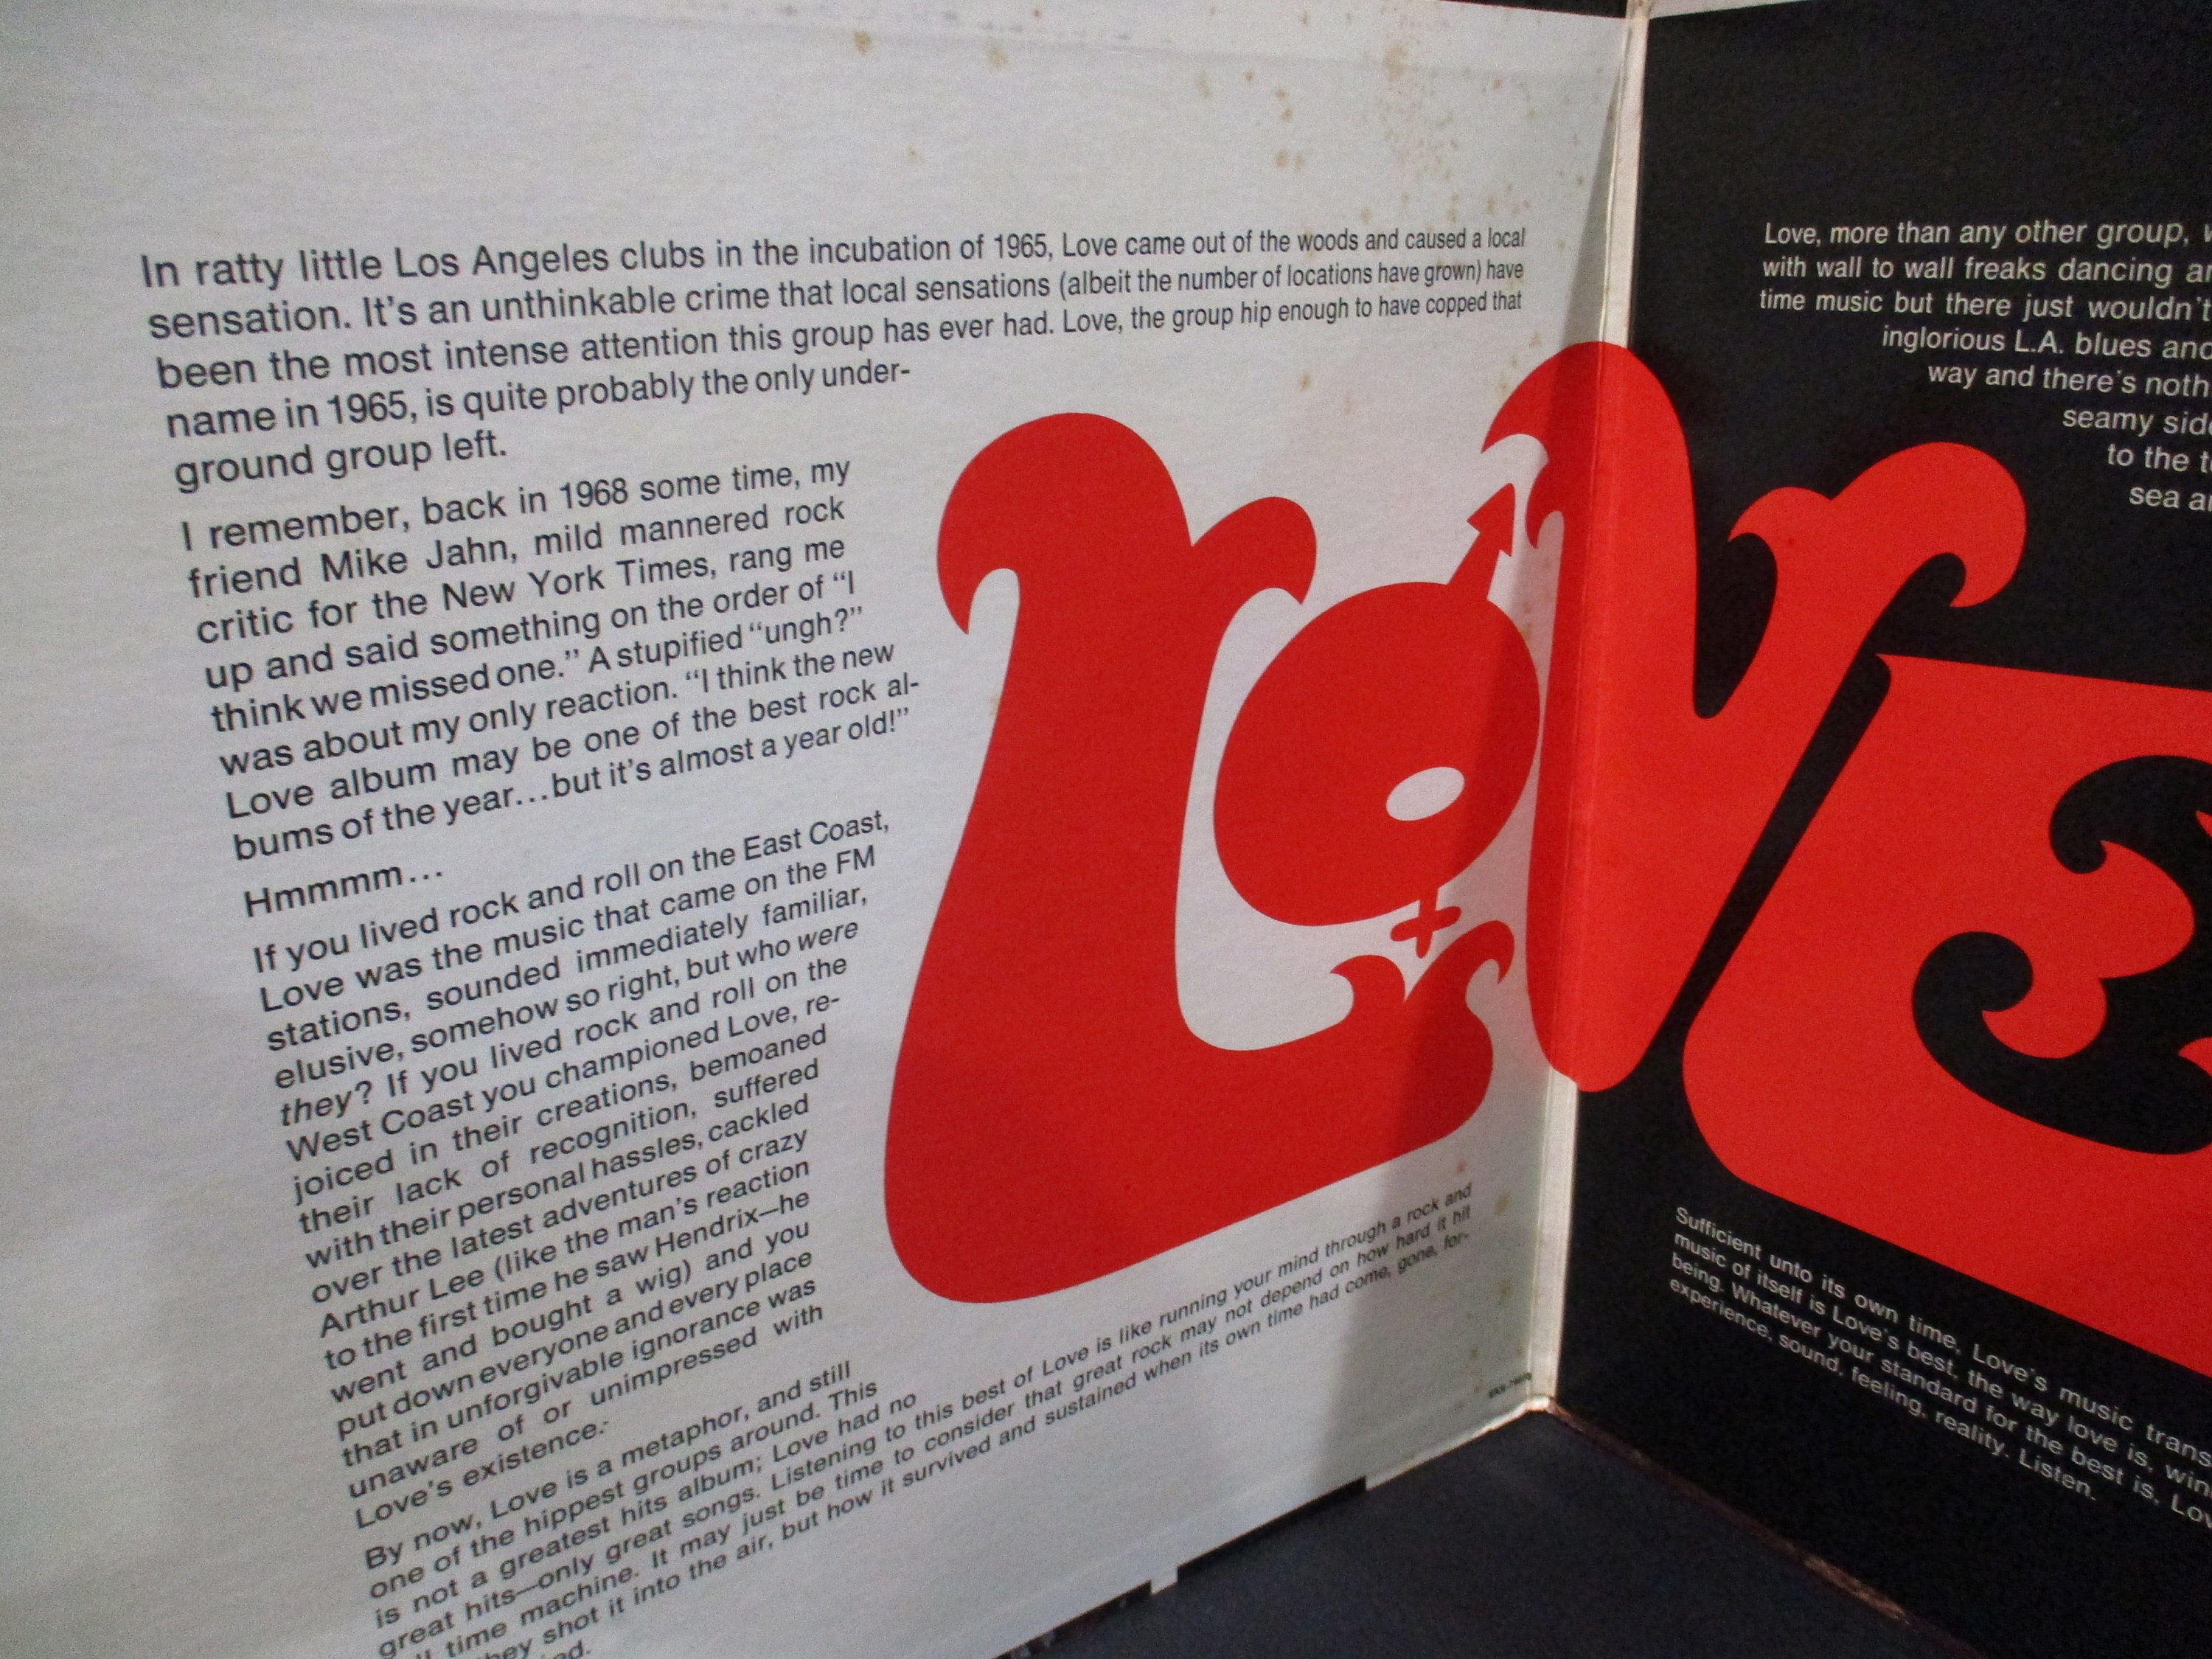 In ratty little Los Angeles clubs in the incubation of 1965, Love came out of the woods and caused a local
sensation. It's an unthinkable crime that local sensations (albeit the number of locations have grown) have
been the most intense attention this group has ever had. Love, the group hip enough to have copped that
name in 1965, is quite probably the only under-
ground group left.
I remember, back in 1968 some time, my
friend Mike Jahn, mild mannered rock
critic for the New York Times, rang me
up and said something on the order of "I
think we missed one." A stupified "ungh?"
was about my only reaction. "I think the new
Love album may be one of the best rock al-
bums of the year...but it's almost a year old!"
Hmmmm...
If you lived rock and roll on the East Coast,
Love was the music that came on the FM
stations, sounded immediately familiar,
elusive, somehow so right, but who were
they? If you lived rock and roll on the
West Coast you championed Love, re-
joiced in their creations, bemoaned
their lack of recognition, suffered
with their personal hassles, cackled
over the latest adventures of crazy
Arthur Lee (like the man's reaction
to the first time he saw Hendrix—he
went and bought a wig) and you
put down everyone and every place
that in unforgivable ignorance was
unaware of or unimpressed with
Love's existence.
By now, Love is a metaphor, and still
one of the hippest groups around. This
is not a greatest hits album; Love had no
great hits—only great songs. Listening to this best of Love is like running your mind through a rock and
time machine. It may just be time to consider that great rock may not depend on how hard it hit
they shot it into the air, but how it survived and sustained when its own time had come, gone, for-
LOVE
Love, more than any other group,
with wall to wall freaks dancing
time music but there just wouldn't
inglorious L.A. blues and
way and there's noth
seamy side
to the
sea
Sufficient unto its own time, Love's music trans
music of itself is Love's best, the way love is,
being. Whatever your standard for the best is, Lov
experience, sound, feeling, reality. Listen.